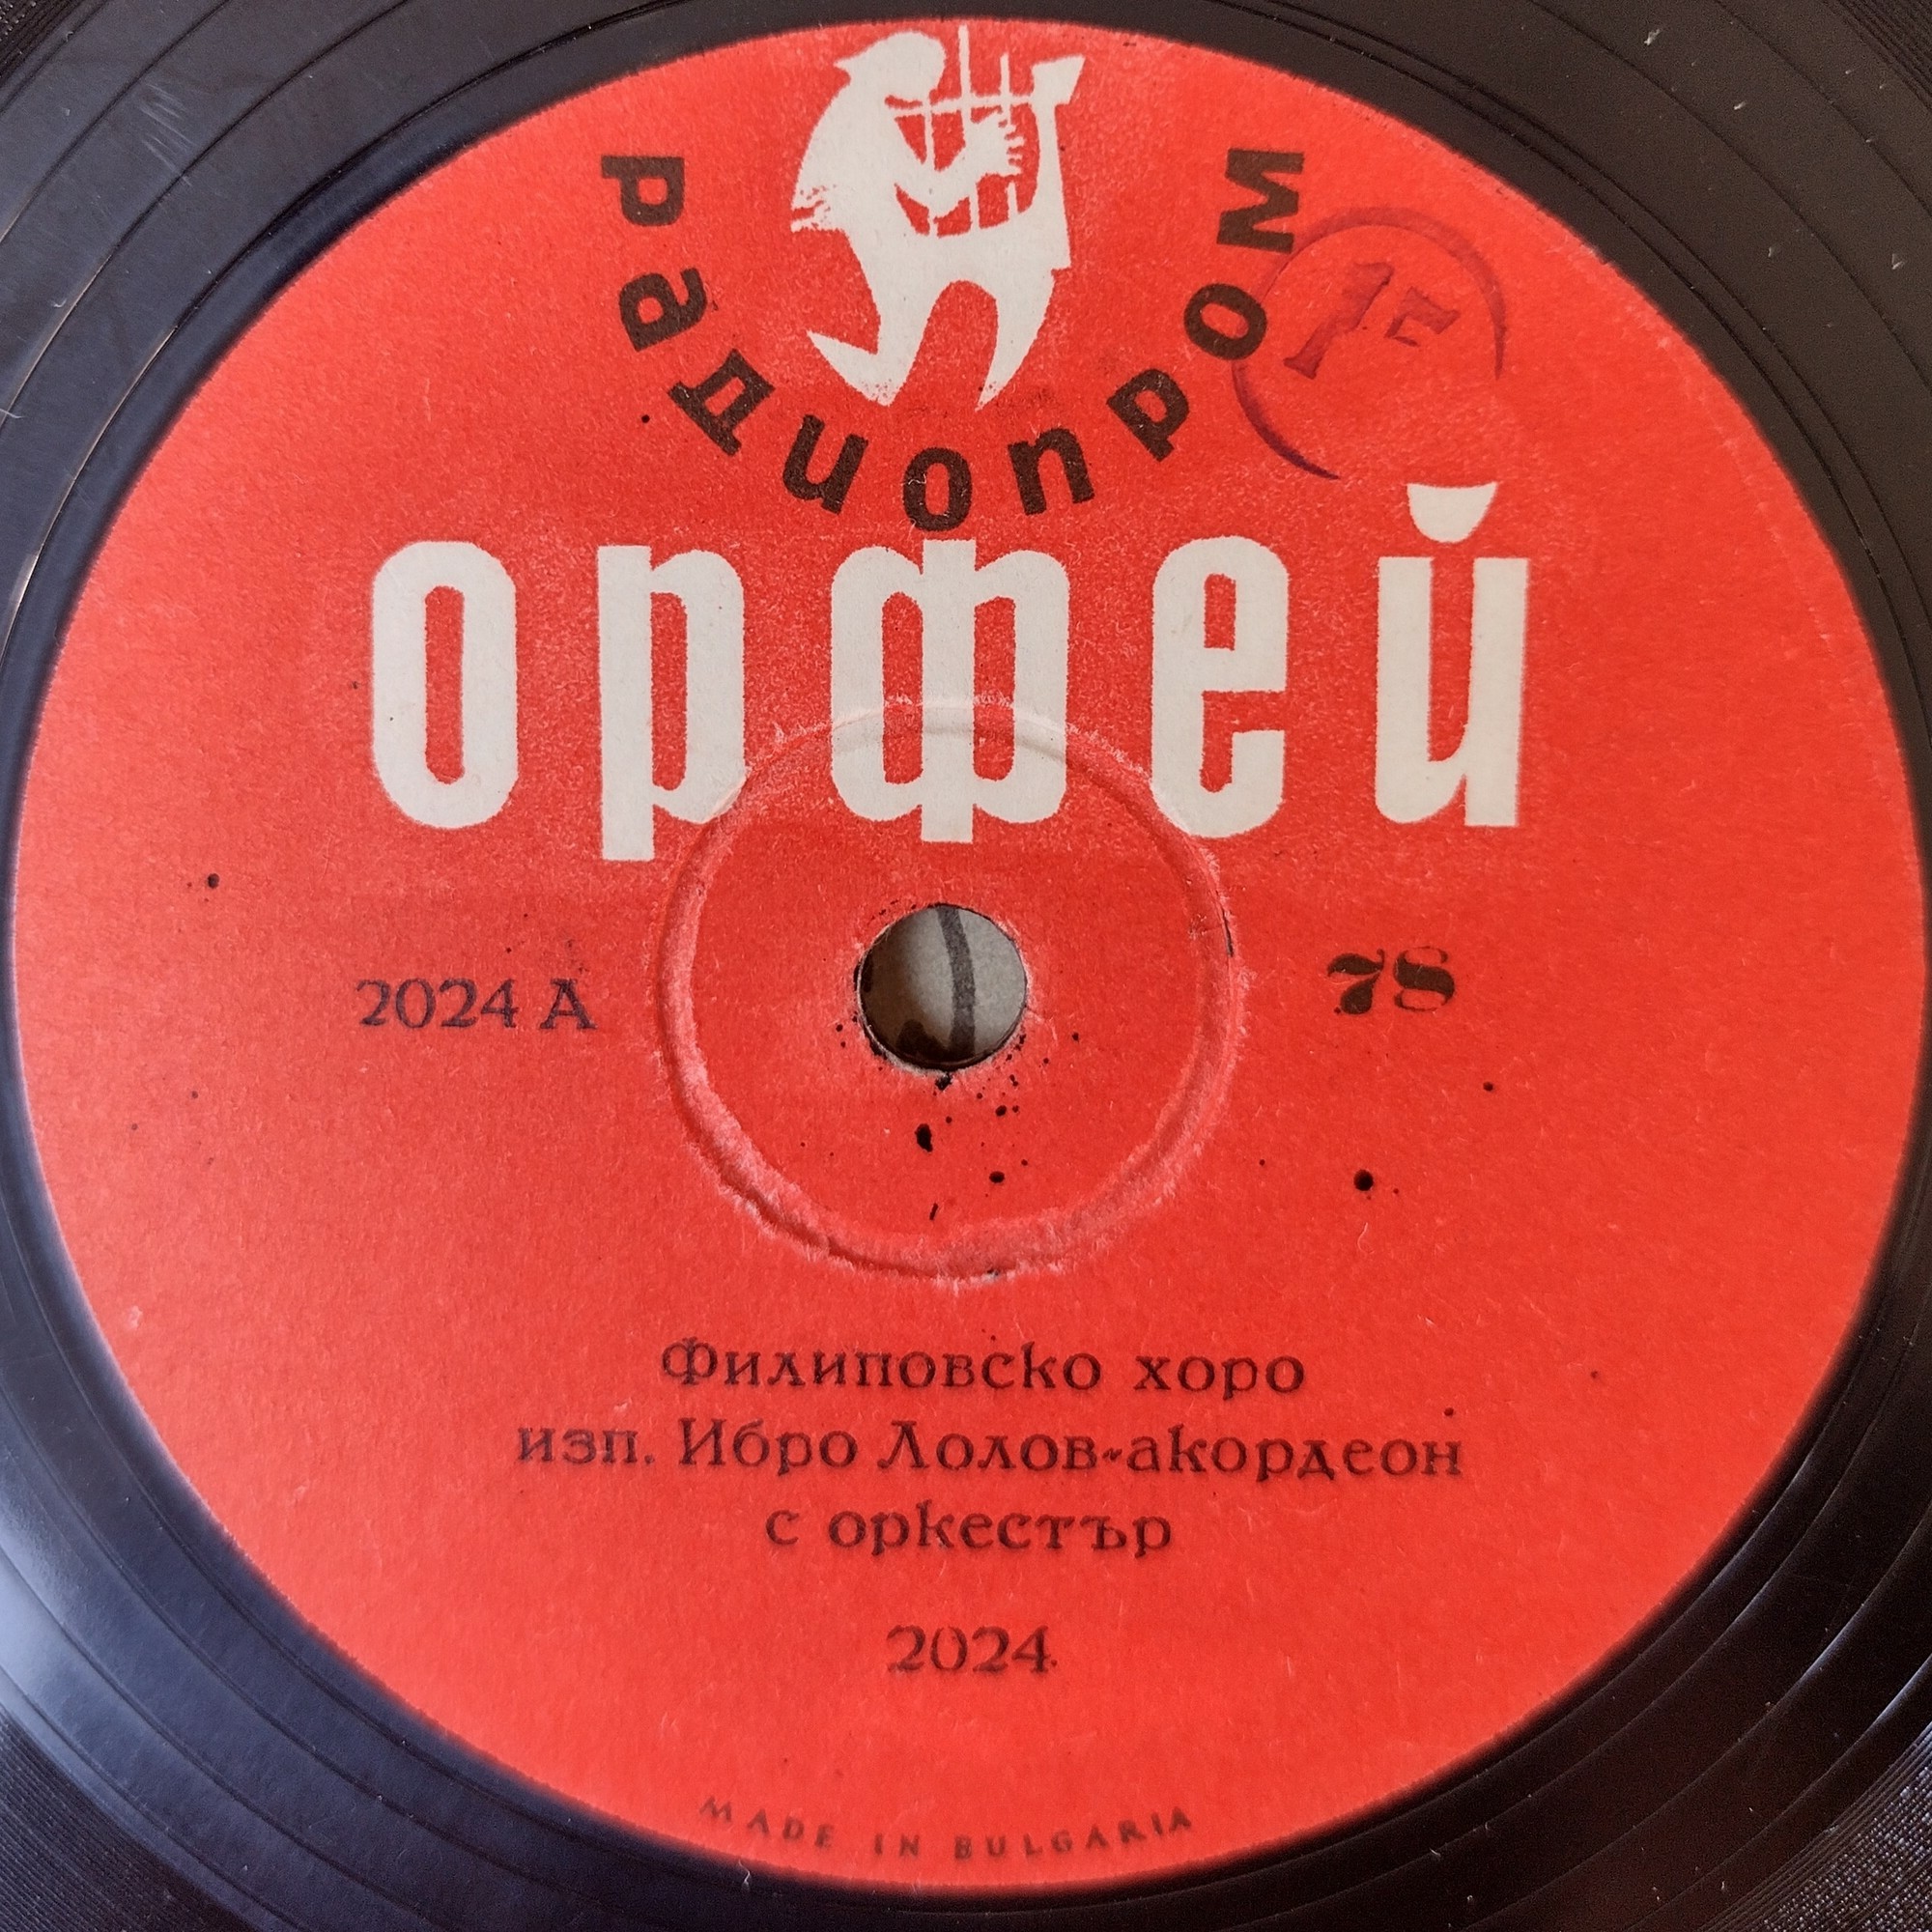 радиопром
орфей
2024 А
78
Филиповско хоро
изп. Ибро Лолов-акордеон
с оркестър
2024
MADE IN BULGARIA